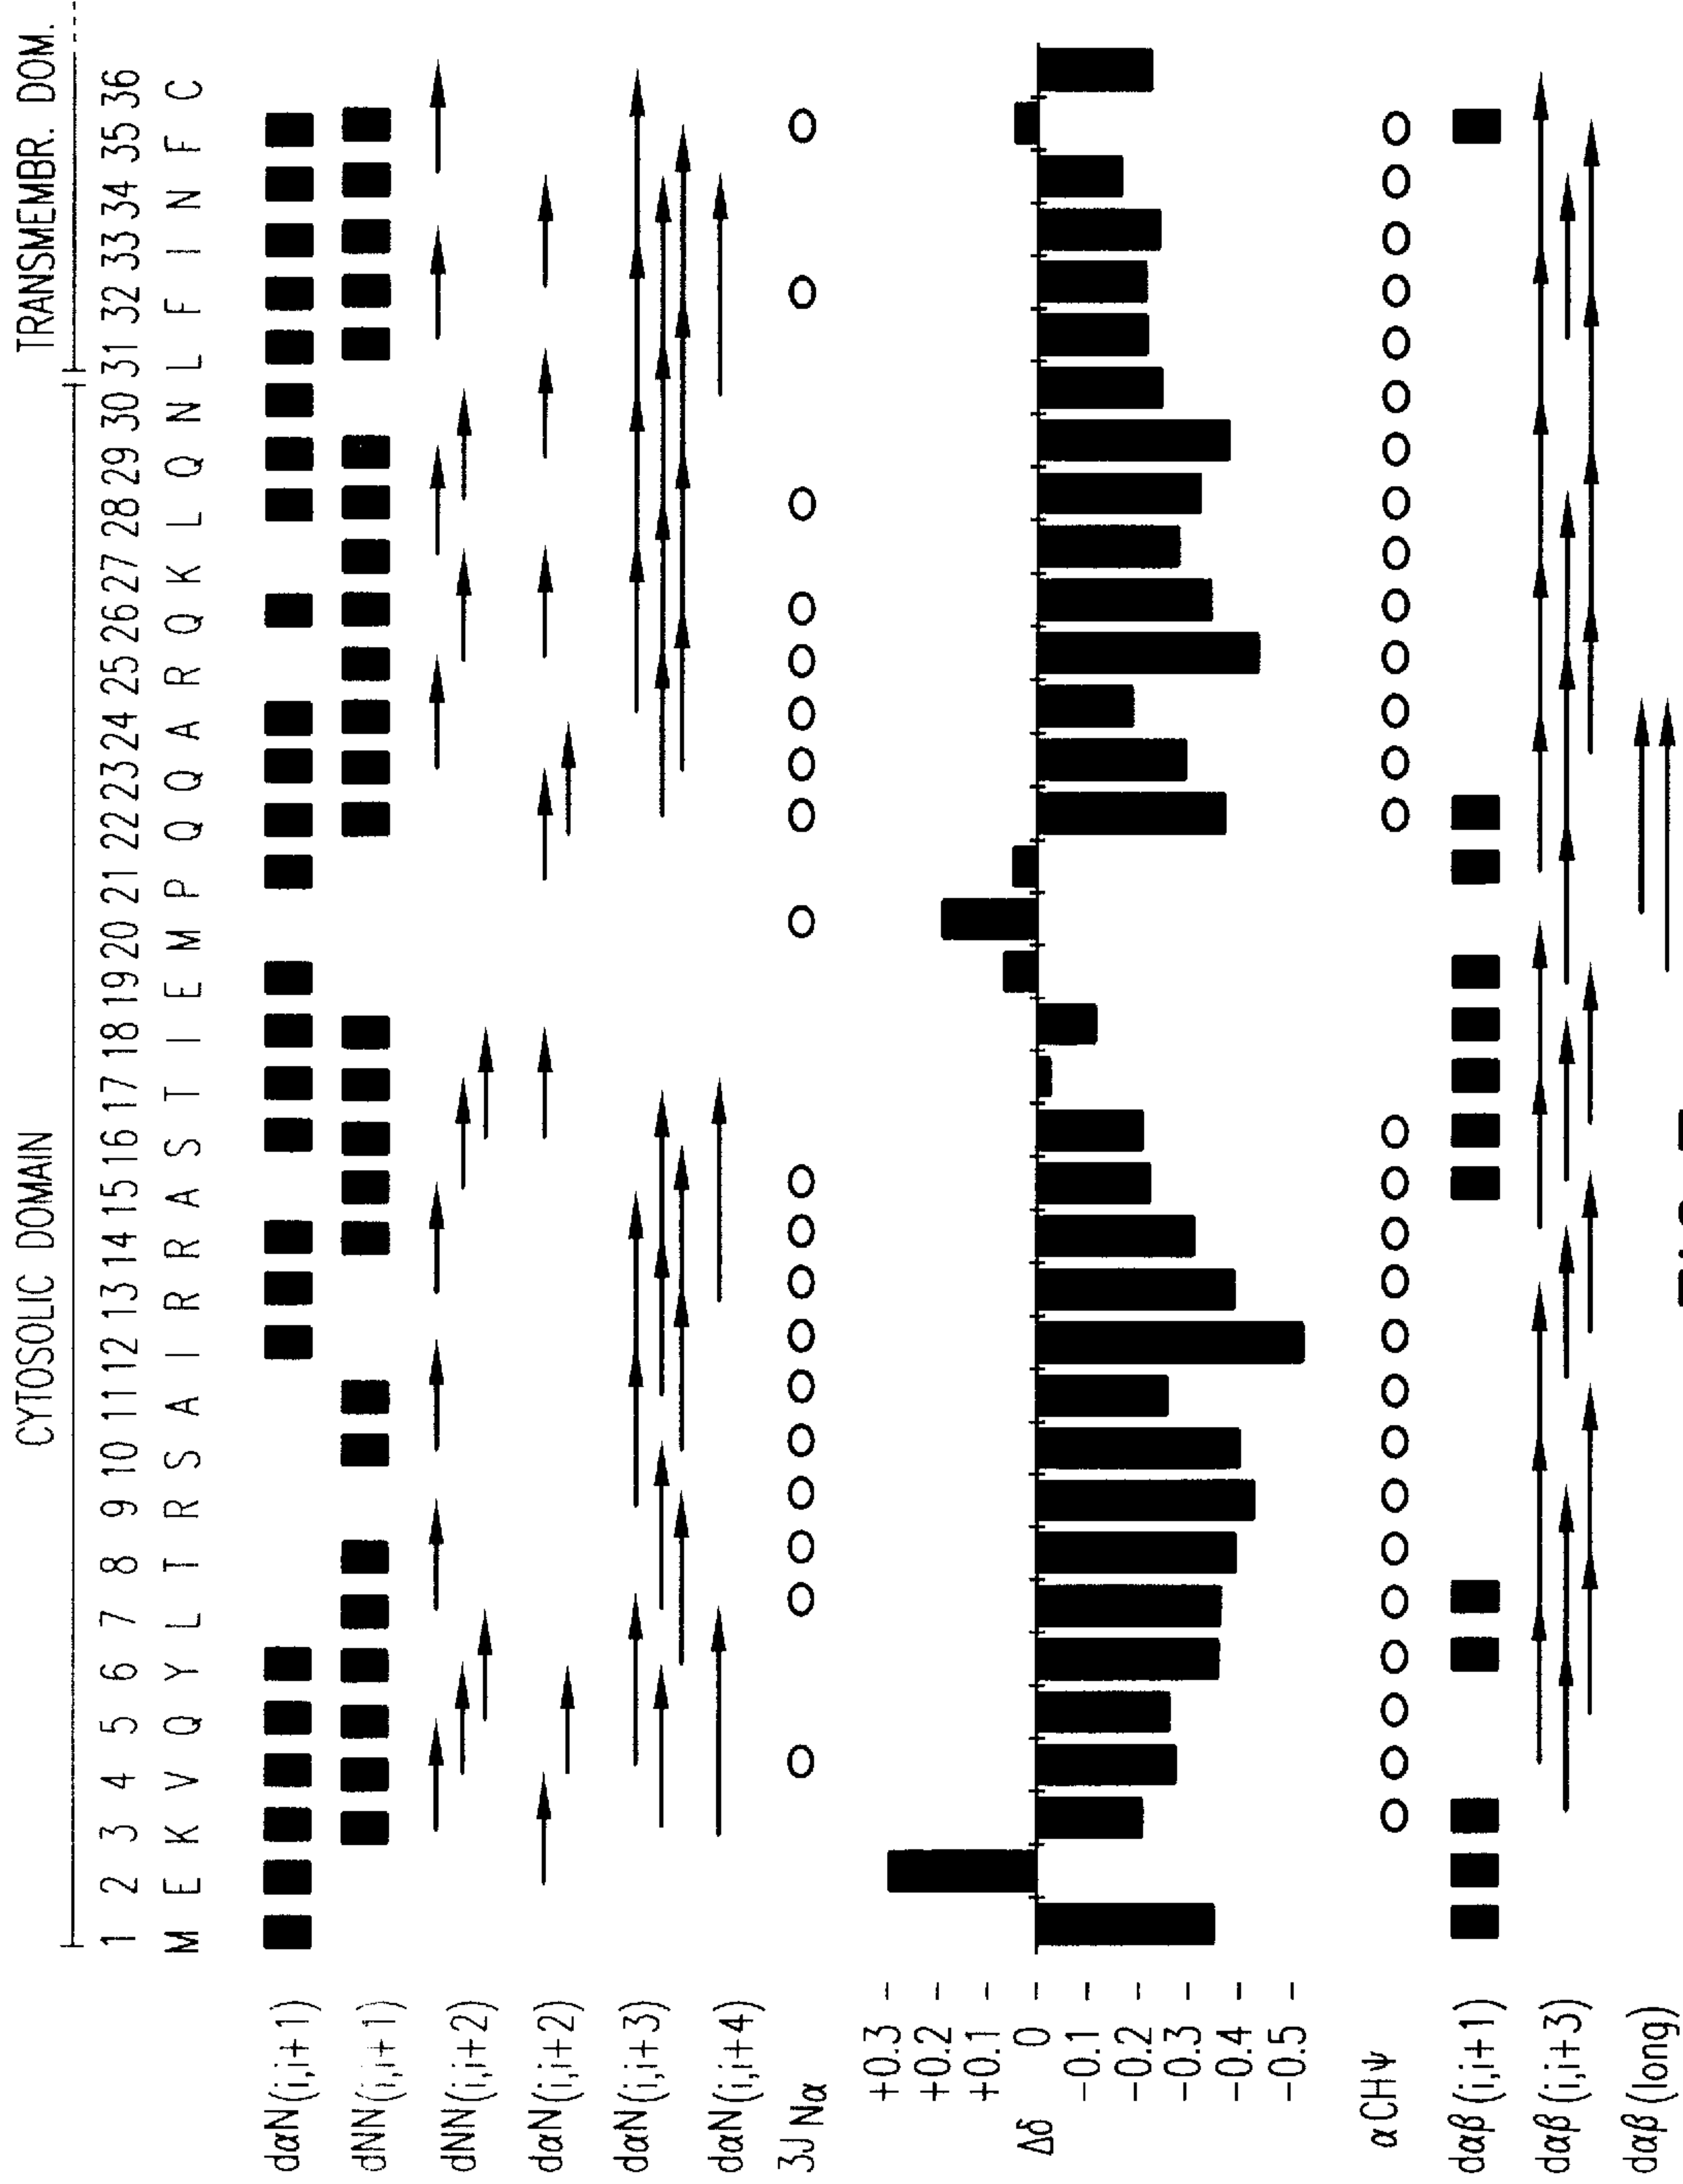 CYTOSOLIC DOMAIN TRANSMEMBR. DOM.
1 2 3 4 5 6 7 8 9 10 11 12 13 14 15 16 17 18 19 20 21 22 23 24 25 26 27 28 29 30 31 32 33 34 35 36
M E K V Q Y L T R S A I R R A S T I E M P Q Q A R Q K L Q N L F I N F C
dαN(i,i+1)
dNN(i,i+1)
dNN(i,i+2)
dαN(i,i+2)
dαN(i,i+3)
dαN(i,i+4)
3J Nα
+0.3
+0.2
+0.1
Δδ 0
-0.1
-0.2
-0.3
-0.4
-0.5
α CHΨ
dαβ (i,i+1)
dαβ (i,i+3)
dαβ (long)